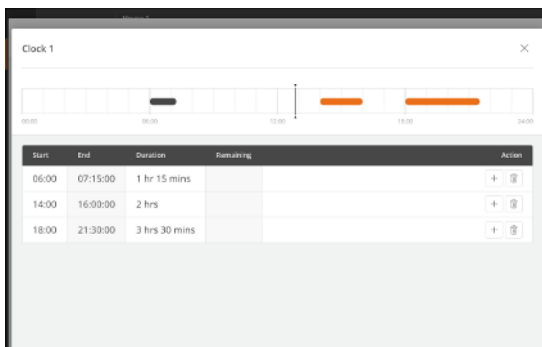 Clock 1
00:00 06:00 12:00 18:00 24:00
Start End Duration Remaining Action
06:00 07:15:00 1 hr 15 mins
14:00 16:00:00 2 hrs
18:00 21:30:00 3 hrs 30 mins